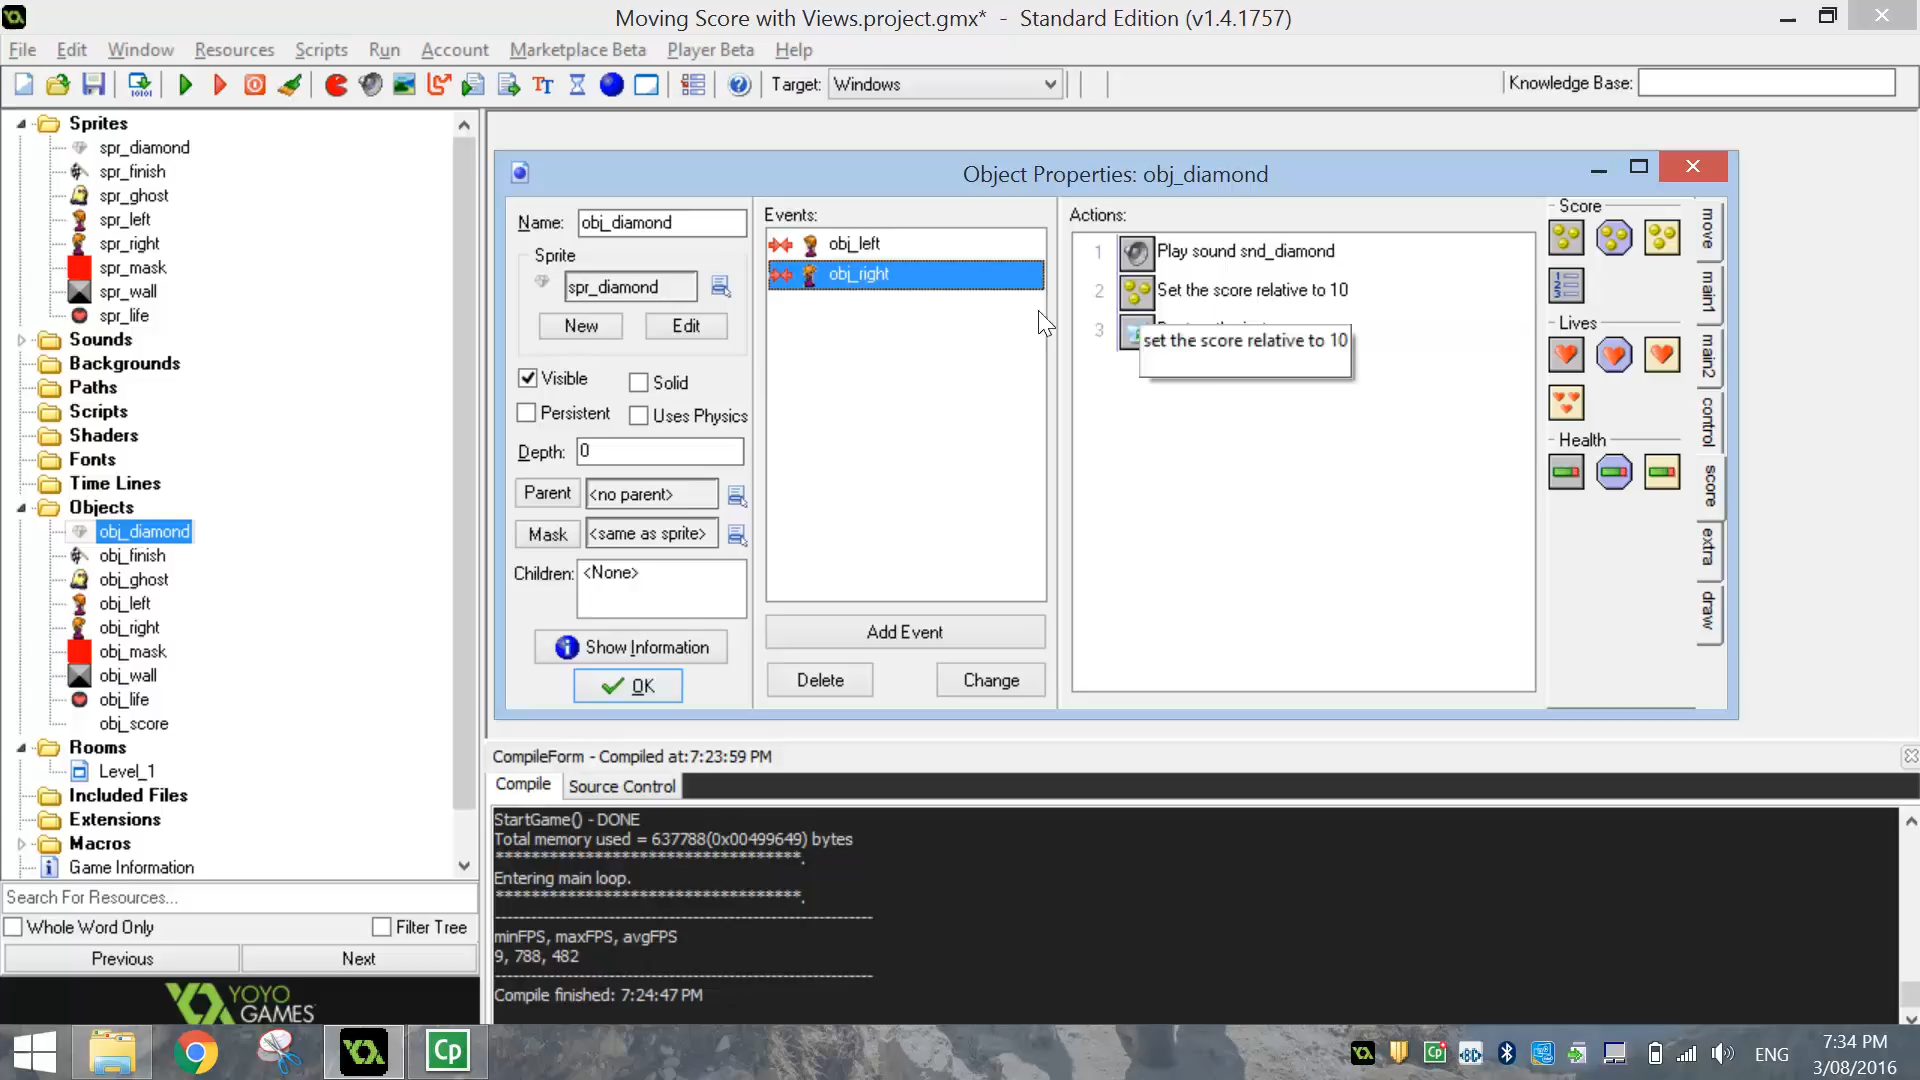 Moving Score with Views.project.gmx* - Standard Edition (v1.4.1757)
File Edit Window Resources Scripts Run Account Marketplace Beta Player Beta Help
Target: Windows
Knowledge Base:
Sprites
spr_diamond
spr_finish
spr_ghost
spr_left
spr_right
spr_mask
spr_wall
spr_life
Sounds
Backgrounds
Paths
Scripts
Shaders
Fonts
Time Lines
Objects
obj_diamond
obj_finish
obj_ghost
obj_left
obj_right
obj_mask
obj_wall
obj_life
obj_score
Rooms
Level_1
Included Files
Extensions
Macros
Game Information
Search For Resources...
Whole Word Only
Filter Tree
Previous
Next
YOYO
GAMES
Object Properties: obj_diamond
Name: obj_diamond
Sprite
spr_diamond
New
Edit
Visible
Solid
Persistent
Uses Physics
Depth: 0
Parent <no parent>
Mask <same as sprite>
Children: <None>
Show Information
OK
Events:
obj_left
obj_right
Add Event
Delete
Change
Actions:
1 Play sound snd_diamond
2 Set the score relative to 10
3
set the score relative to 10
Score
Lives
Health
move
main1
main2
control
score
extra
draw
CompileForm - Compiled at:7:23:59 PM
Compile
Source Control
StartGame() - DONE
Total memory used = 637788(0x00499649) bytes
***********************************.
Entering main loop.
***********************************.
minFPS, maxFPS, avgFPS
9, 788, 482
Compile finished: 7:24:47 PM
Cp
ENG
7:34 PM
3/08/2016